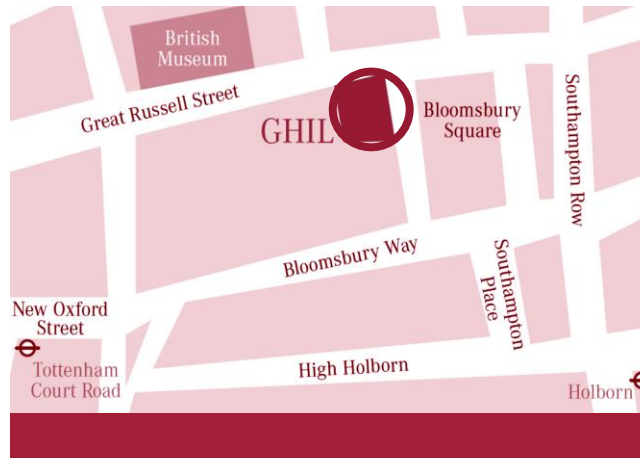 British
Museum
Great Russell Street
GHIL
Bloomsbury
Square
Southampton Row
Bloomsbury Way
Southampton
Place
New Oxford
Street
Tottenham
Court Road
High Holborn
Holborn